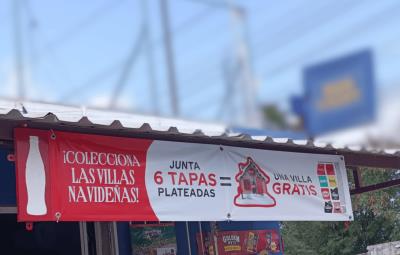 ¡COLECCIONA
LAS VILLAS
NAVIDEÑAS!
JUNTA
6 TAPAS
PLATEADAS
=
UNA VILLA
GRATIS